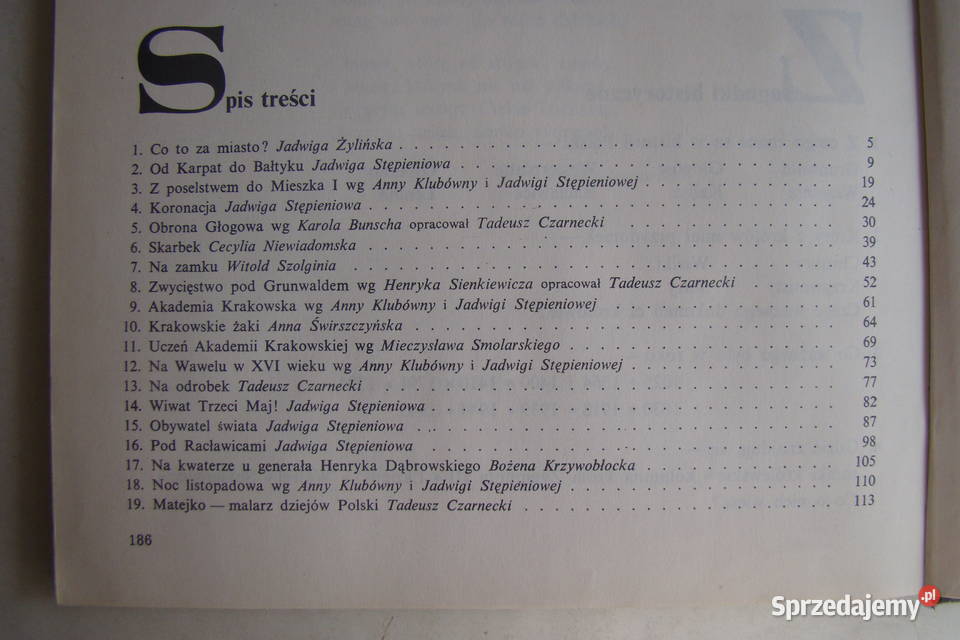 Spis treści
1. Co to za miasto? Jadwiga Żylińska . . . . . . . . . . . . . . . . . . . . . . . 5
2. Od Karpat do Bałtyku Jadwiga Stępieniowa . . . . . . . . . . . . . . . . . . . . 9
3. Z poselstwem do Mieszka I wg Anny Klubówny i Jadwigi Stępieniowej . . . . . . . . . . 19
4. Koronacja Jadwiga Stępieniowa . . . . . . . . . . . . . . . . . . . . . . . . 24
5. Obrona Głogowa wg Karola Bunscha opracował Tadeusz Czarnecki . . . . . . . . . . . 30
6. Skarbek Cecylia Niewiadomska . . . . . . . . . . . . . . . . . . . . . . . . 39
7. Na zamku Witold Szolginia . . . . . . . . . . . . . . . . . . . . . . . . . 43
8. Zwycięstwo pod Grunwaldem wg Henryka Sienkiewicza opracował Tadeusz Czarnecki . . . . . 52
9. Akademia Krakowska wg Anny Klubówny i Jadwigi Stępieniowej . . . . . . . . . . . . 61
10. Krakowskie żaki Anna Świrszczyńska . . . . . . . . . . . . . . . . . . . . . . 64
11. Uczeń Akademii Krakowskiej wg Mieczysława Smolarskiego . . . . . . . . . . . . . . 69
12. Na Wawelu w XVI wieku wg Anny Klubówny i Jadwigi Stępieniowej . . . . . . . . . . . 73
13. Na odrobek Tadeusz Czarnecki . . . . . . . . . . . . . . . . . . . . . . . . 77
14. Wiwat Trzeci Maj! Jadwiga Stępieniowa . . . . . . . . . . . . . . . . . . . . . 82
15. Obywatel świata Jadwiga Stępieniowa . . . . . . . . . . . . . . . . . . . . . . 87
16. Pod Racławicami Jadwiga Stępieniowa . . . . . . . . . . . . . . . . . . . . . . 98
17. Na kwaterze u generała Henryka Dąbrowskiego Bożena Krzywobłocka . . . . . . . . . . 105
18. Noc listopadowa wg Anny Klubówny i Jadwigi Stępieniowej . . . . . . . . . . . . . . 110
19. Matejko — malarz dziejów Polski Tadeusz Czarnecki . . . . . . . . . . . . . . . . 113
186
Sprzedajemy.pl